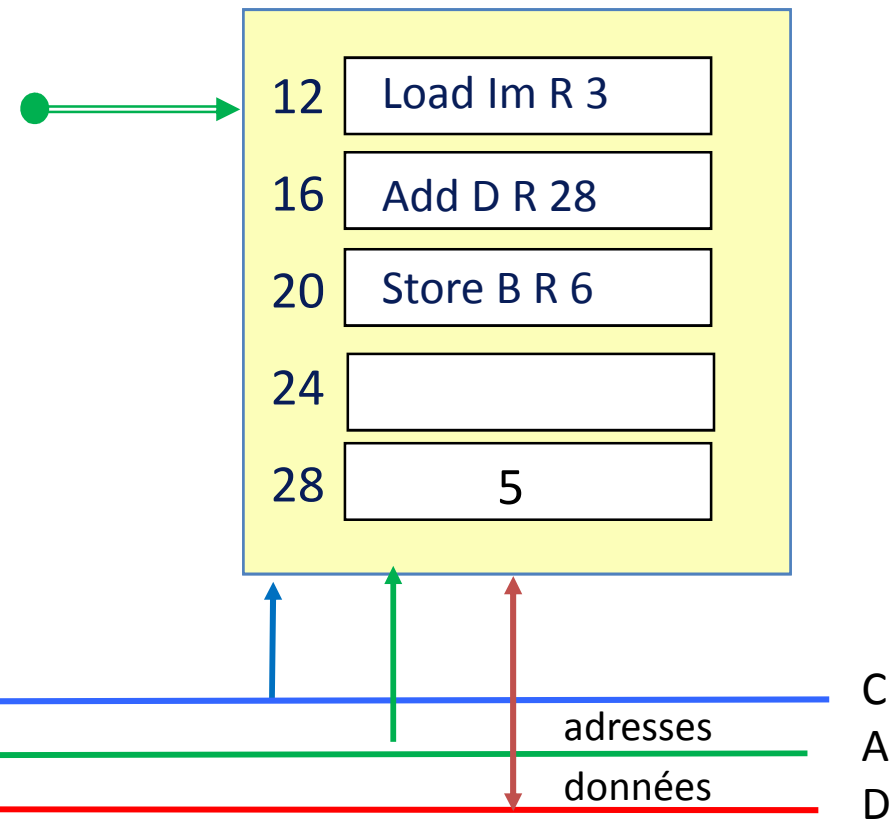 12 Load Im R 3
16 Add D R 28
20 Store B R 6
24
28 5
C
adresses
A
données
D